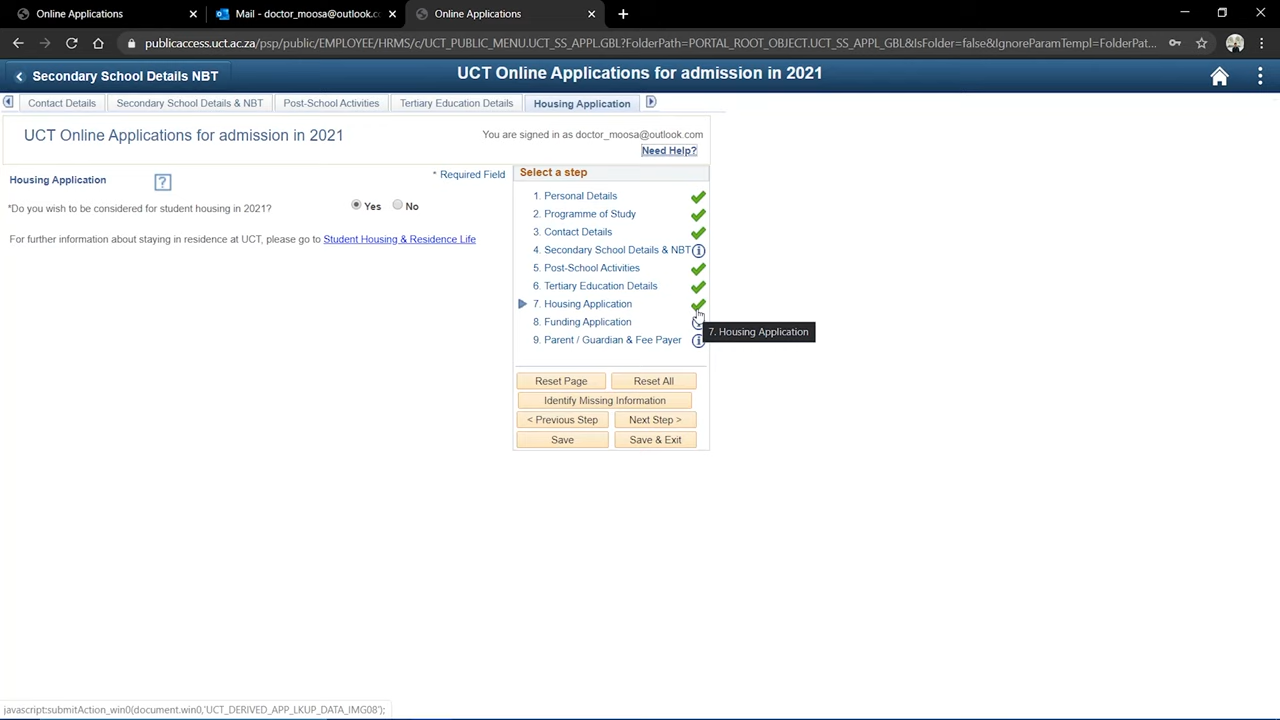 Online Applications
Mail - doctor_moosa@outlook.cc
Online Applications
publicaccess.uct.ac.za/psp/public/EMPLOYEE/HRMS/c/UCT_PUBLIC_MENU.UCT_SS_APPL.GBL?FolderPath=PORTAL_ROOT_OBJECT.UCT_SS_APPL_GBL&IsFolder=false&IgnoreParamTempl=FolderPat...
Secondary School Details NBT
UCT Online Applications for admission in 2021
Contact Details
Secondary School Details & NBT
Post-School Activities
Tertiary Education Details
Housing Application
UCT Online Applications for admission in 2021
You are signed in as doctor_moosa@outlook.com
Need Help?
Housing Application
?
* Required Field
*Do you wish to be considered for student housing in 2021?
Yes
No
For further information about staying in residence at UCT, please go to Student Housing & Residence Life
Select a step
1. Personal Details
2. Programme of Study
3. Contact Details
4. Secondary School Details & NBT
5. Post-School Activities
6. Tertiary Education Details
7. Housing Application
8. Funding Application
7. Housing Application
9. Parent / Guardian & Fee Payer
Reset Page
Reset All
Identify Missing Information
< Previous Step
Next Step >
Save
Save & Exit
javascript:submitAction_win0(document.win0,'UCT_DERIVED_APP_LKUP_DATA_IMG08');